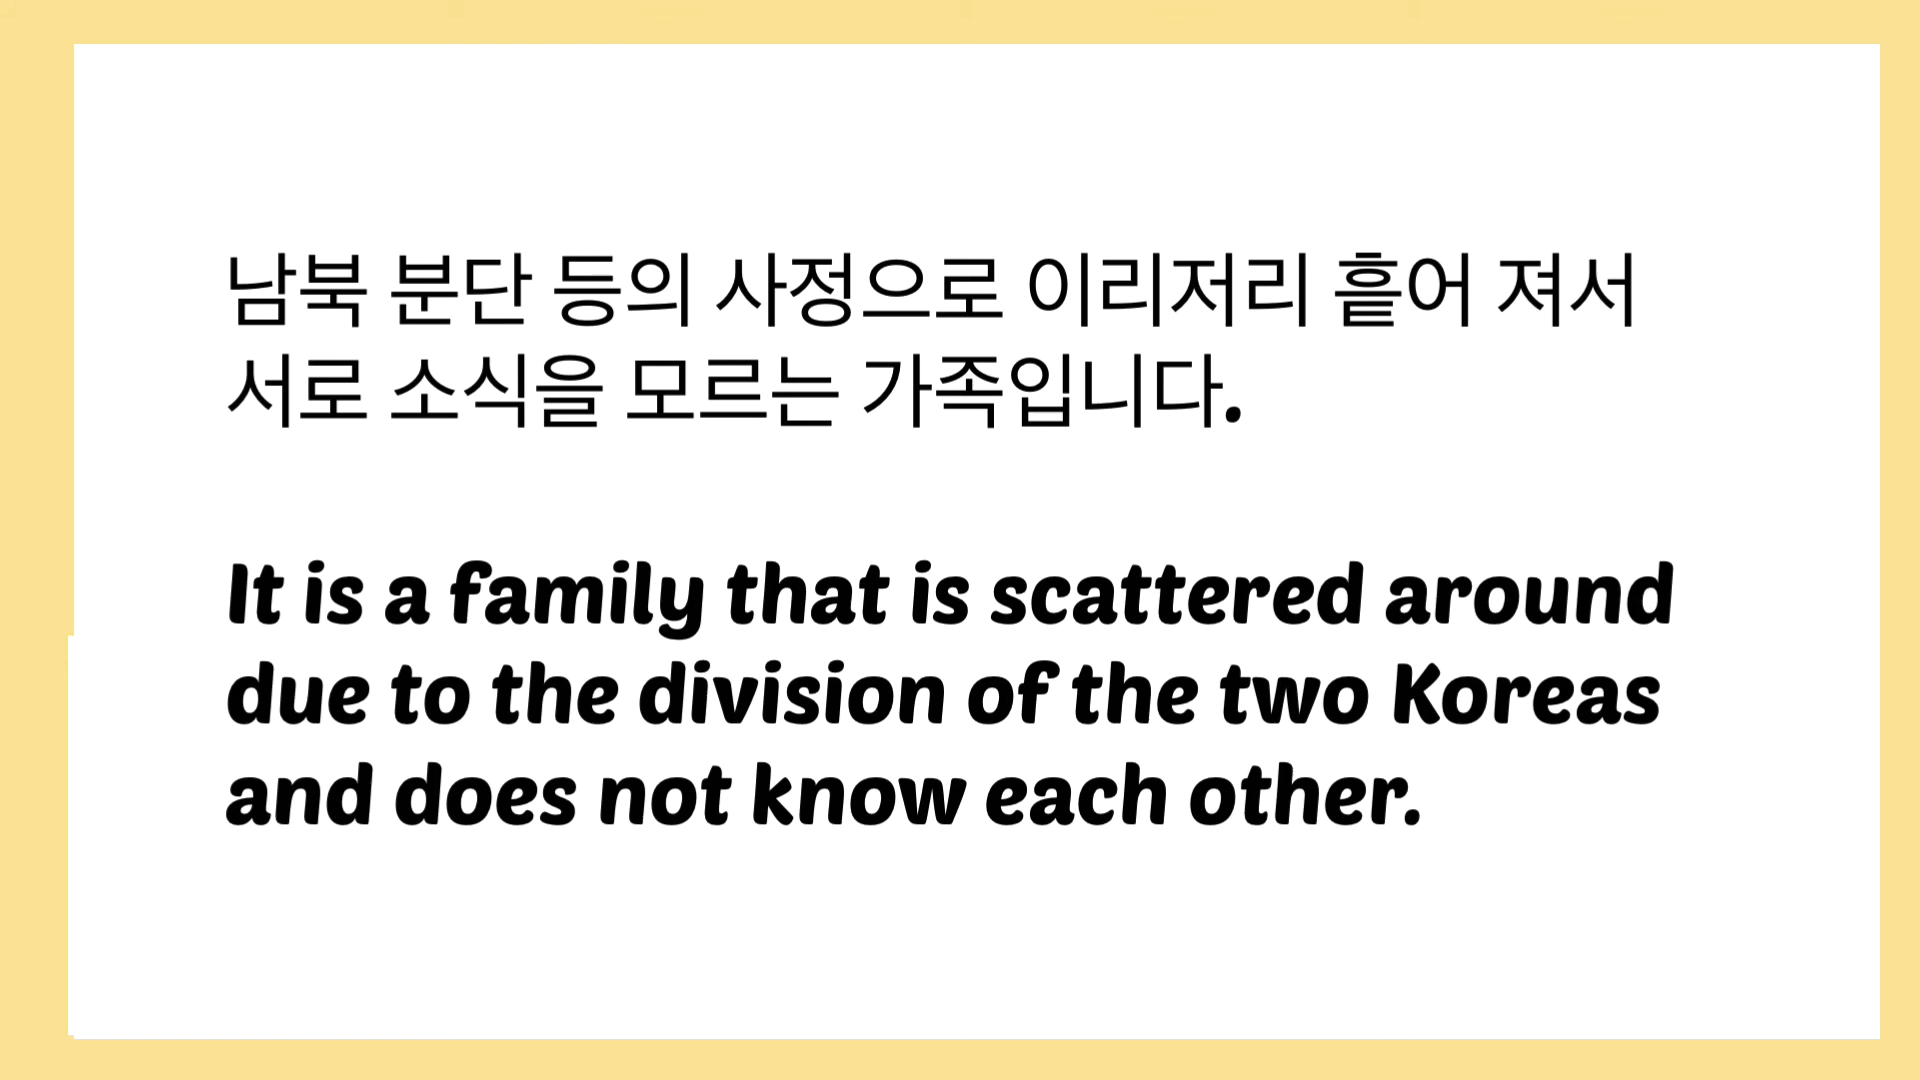 남북 분단 등의 사정으로 이리저리 흩어 져서
서로 소식을 모르는 가족입니다.
It is a family that is scattered around
due to the division of the two Koreas
and does not know each other.